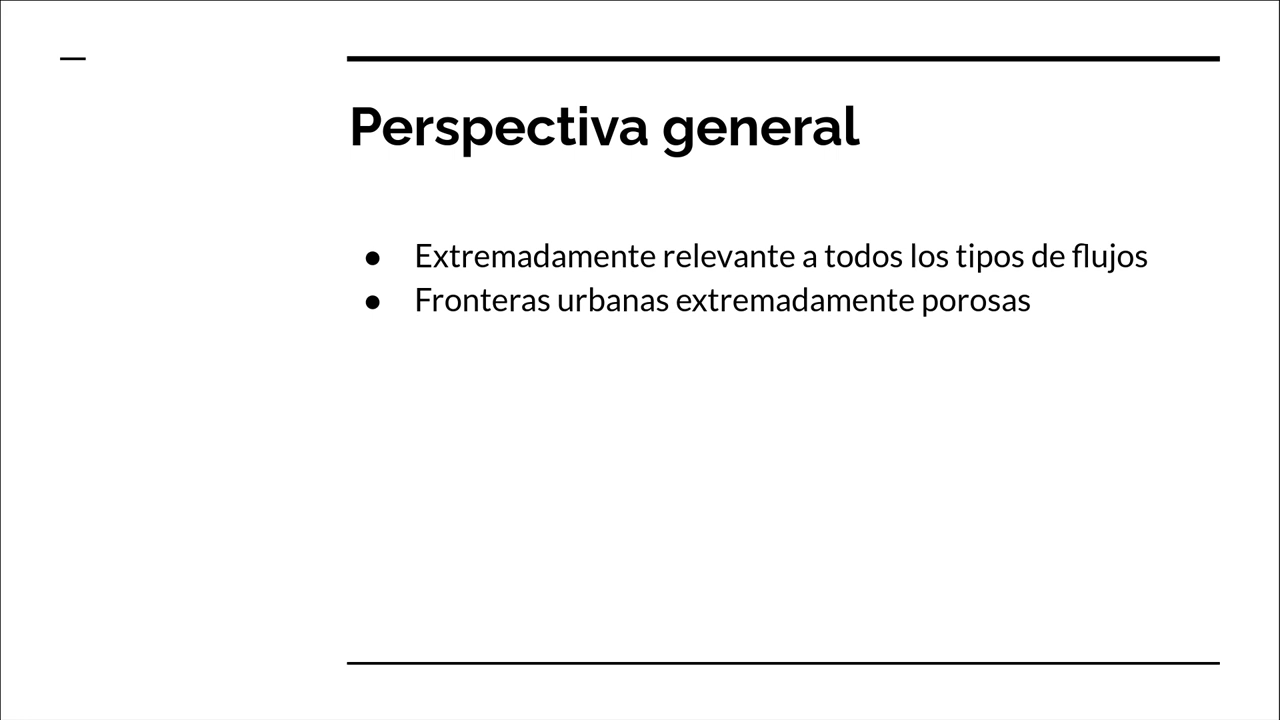 Perspectiva general
● Extremadamente relevante a todos los tipos de flujos
● Fronteras urbanas extremadamente porosas